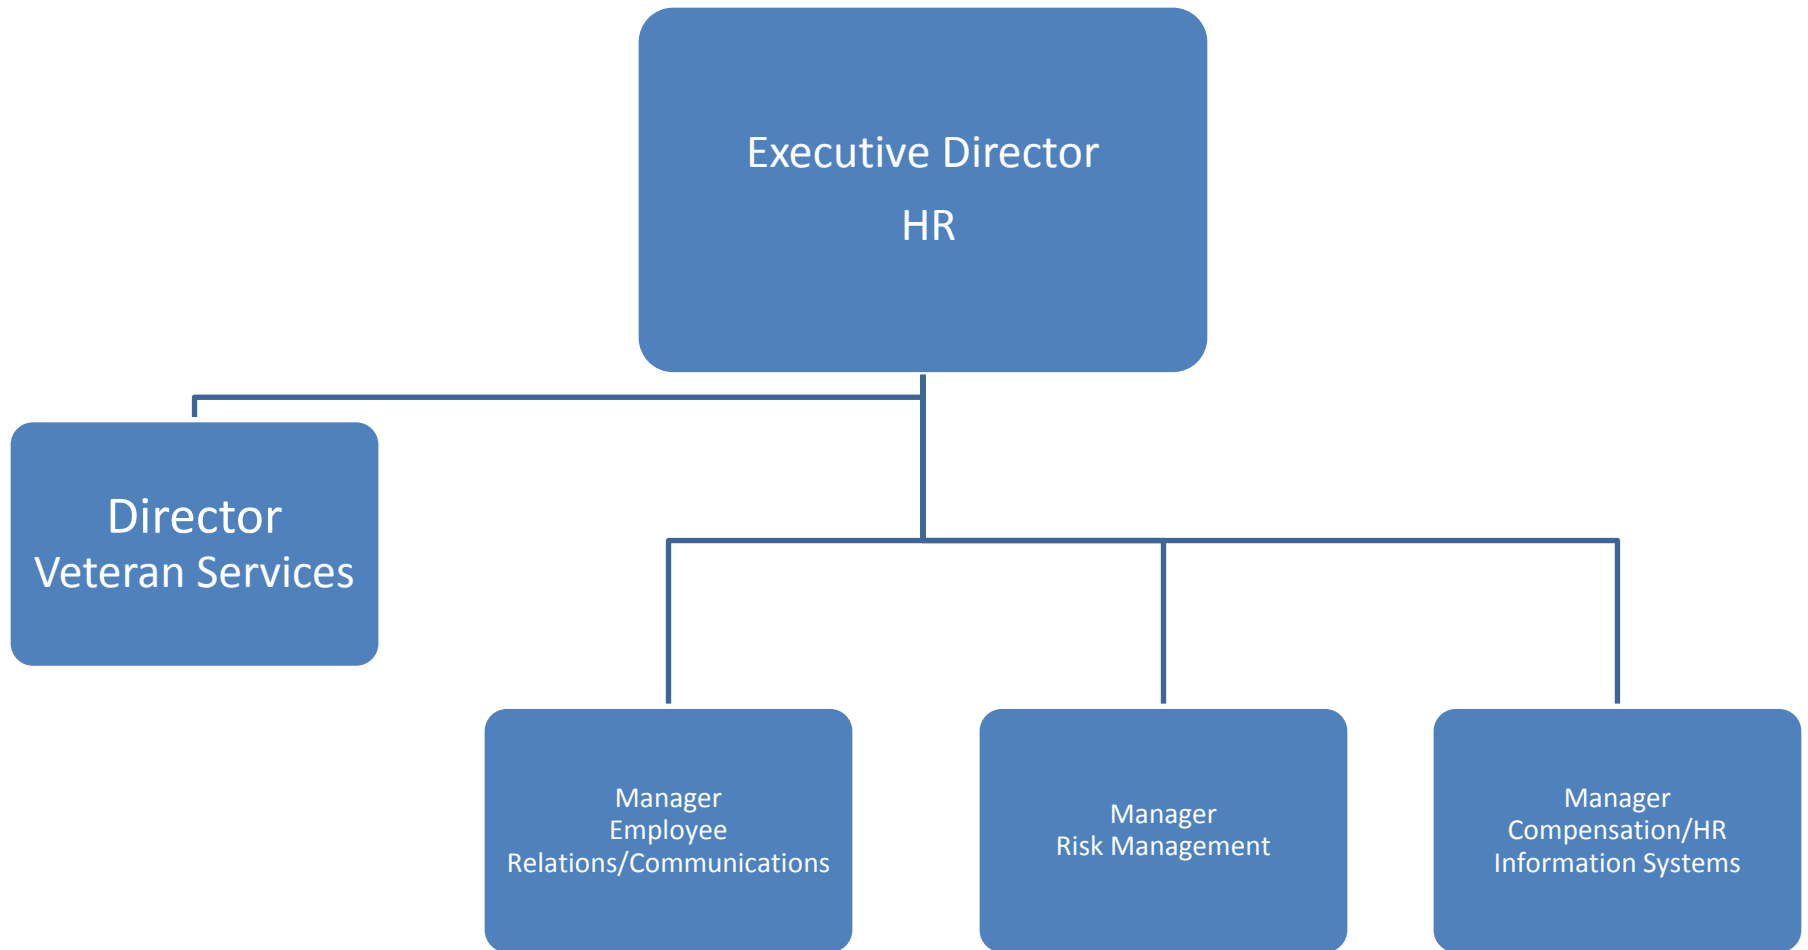 Executive Director
HR
Director
Veteran Services
Manager
Employee
Relations/Communications
Manager
Risk Management
Manager
Compensation/HR
Information Systems